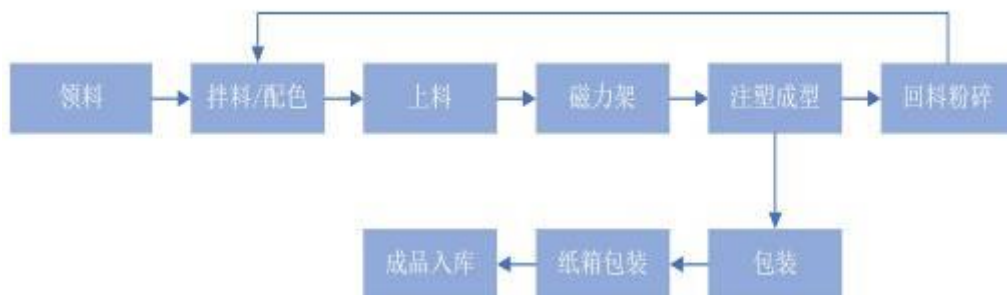 领料
拌料/配色
上料
磁力架
注塑成型
回料粉碎
成品入库
纸箱包装
包装